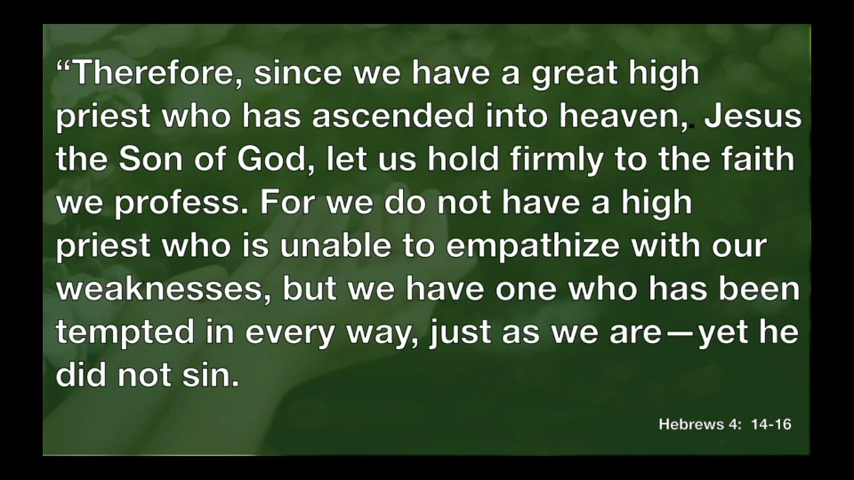 “Therefore, since we have a great high
priest who has ascended into heaven,. Jesus
the Son of God, let us hold firmly to the faith
we profess. For we do not have a high
priest who is unable to empathize with our
weaknesses, but we have one who has been
tempted in every way, just as we are—yet he
did not sin.
Hebrews 4: 14-16